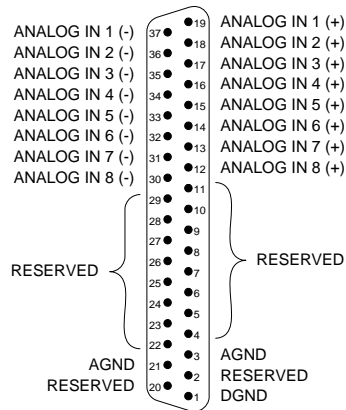 19 ANALOG IN 1 (+)
ANALOG IN 1 (-) 37
18 ANALOG IN 2 (+)
ANALOG IN 2 (-) 36
17 ANALOG IN 3 (+)
ANALOG IN 3 (-) 35
16 ANALOG IN 4 (+)
ANALOG IN 4 (-) 34
15 ANALOG IN 5 (+)
ANALOG IN 5 (-) 33
14 ANALOG IN 6 (+)
ANALOG IN 6 (-) 32
13 ANALOG IN 7 (+)
ANALOG IN 7 (-) 31
12 ANALOG IN 8 (+)
ANALOG IN 8 (-) 30
11
29
10
28
9
27
8
RESERVED
26
RESERVED
7
25
6
24
5
23
4
22
3 AGND
AGND 21
2 RESERVED
RESERVED 20
1 DGND